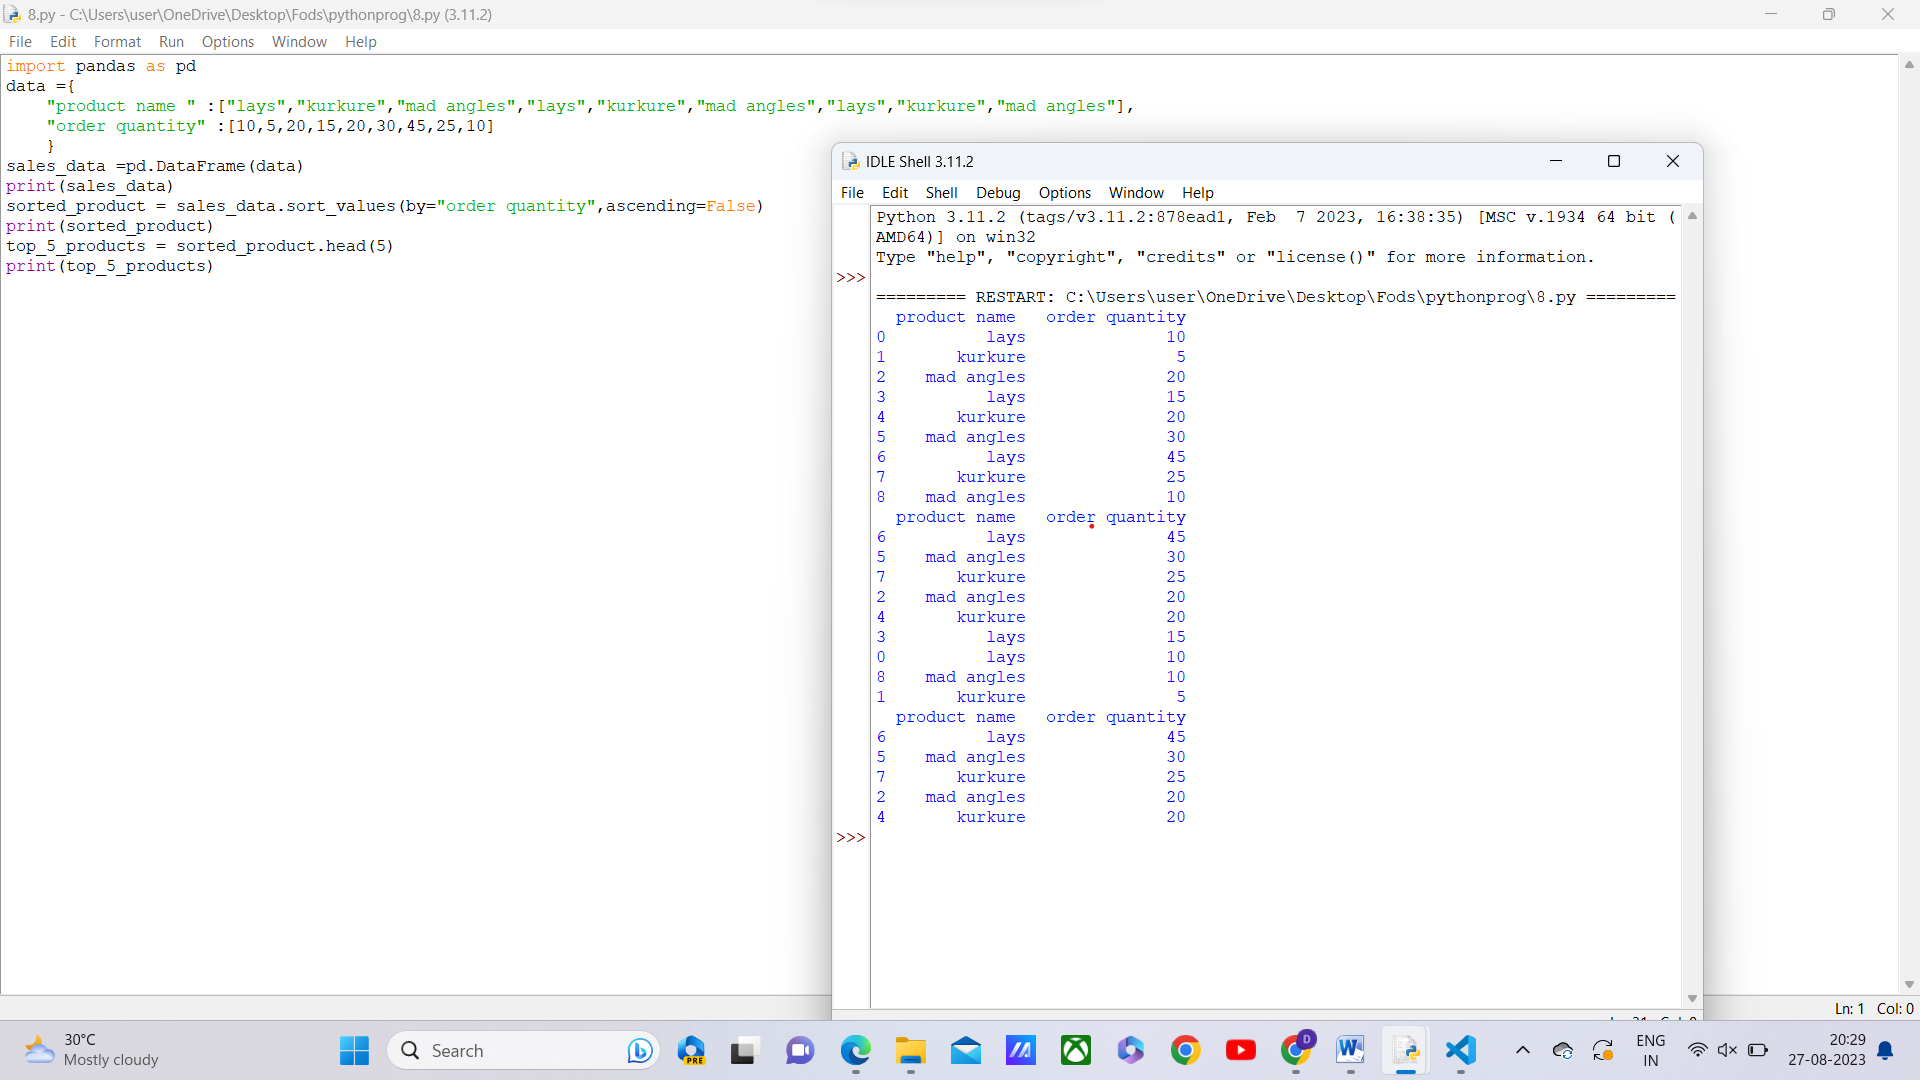 8.py - C:\Users\user\OneDrive\Desktop\Fods\pythonprog\8.py (3.11.2)
File Edit Format Run Options Window Help
import pandas as pd
data ={
    "product name " :["lays","kurkure","mad angles","lays","kurkure","mad angles","lays","kurkure","mad angles"],
    "order quantity" :[10,5,20,15,20,30,45,25,10]
    }
sales_data =pd.DataFrame(data)
print(sales_data)
sorted_product = sales_data.sort_values(by="order quantity",ascending=False)
print(sorted_product)
top_5_products = sorted_product.head(5)
print(top_5_products)
IDLE Shell 3.11.2
File Edit Shell Debug Options Window Help
Python 3.11.2 (tags/v3.11.2:878ead1, Feb  7 2023, 16:38:35) [MSC v.1934 64 bit (
AMD64)] on win32
Type "help", "copyright", "credits" or "license()" for more information.
>>>
========= RESTART: C:\Users\user\OneDrive\Desktop\Fods\pythonprog\8.py =========
  product name   order quantity
0          lays              10
1       kurkure               5
2    mad angles              20
3          lays              15
4       kurkure              20
5    mad angles              30
6          lays              45
7       kurkure              25
8    mad angles              10
  product name   order quantity
6          lays              45
5    mad angles              30
7       kurkure              25
2    mad angles              20
4       kurkure              20
3          lays              15
0          lays              10
8    mad angles              10
1       kurkure               5
  product name   order quantity
6          lays              45
5    mad angles              30
7       kurkure              25
2    mad angles              20
4       kurkure              20
>>>
Ln: 1 Col: 0
30°C
Mostly cloudy
Search
PRE
D
ENG
IN
20:29
27-08-2023